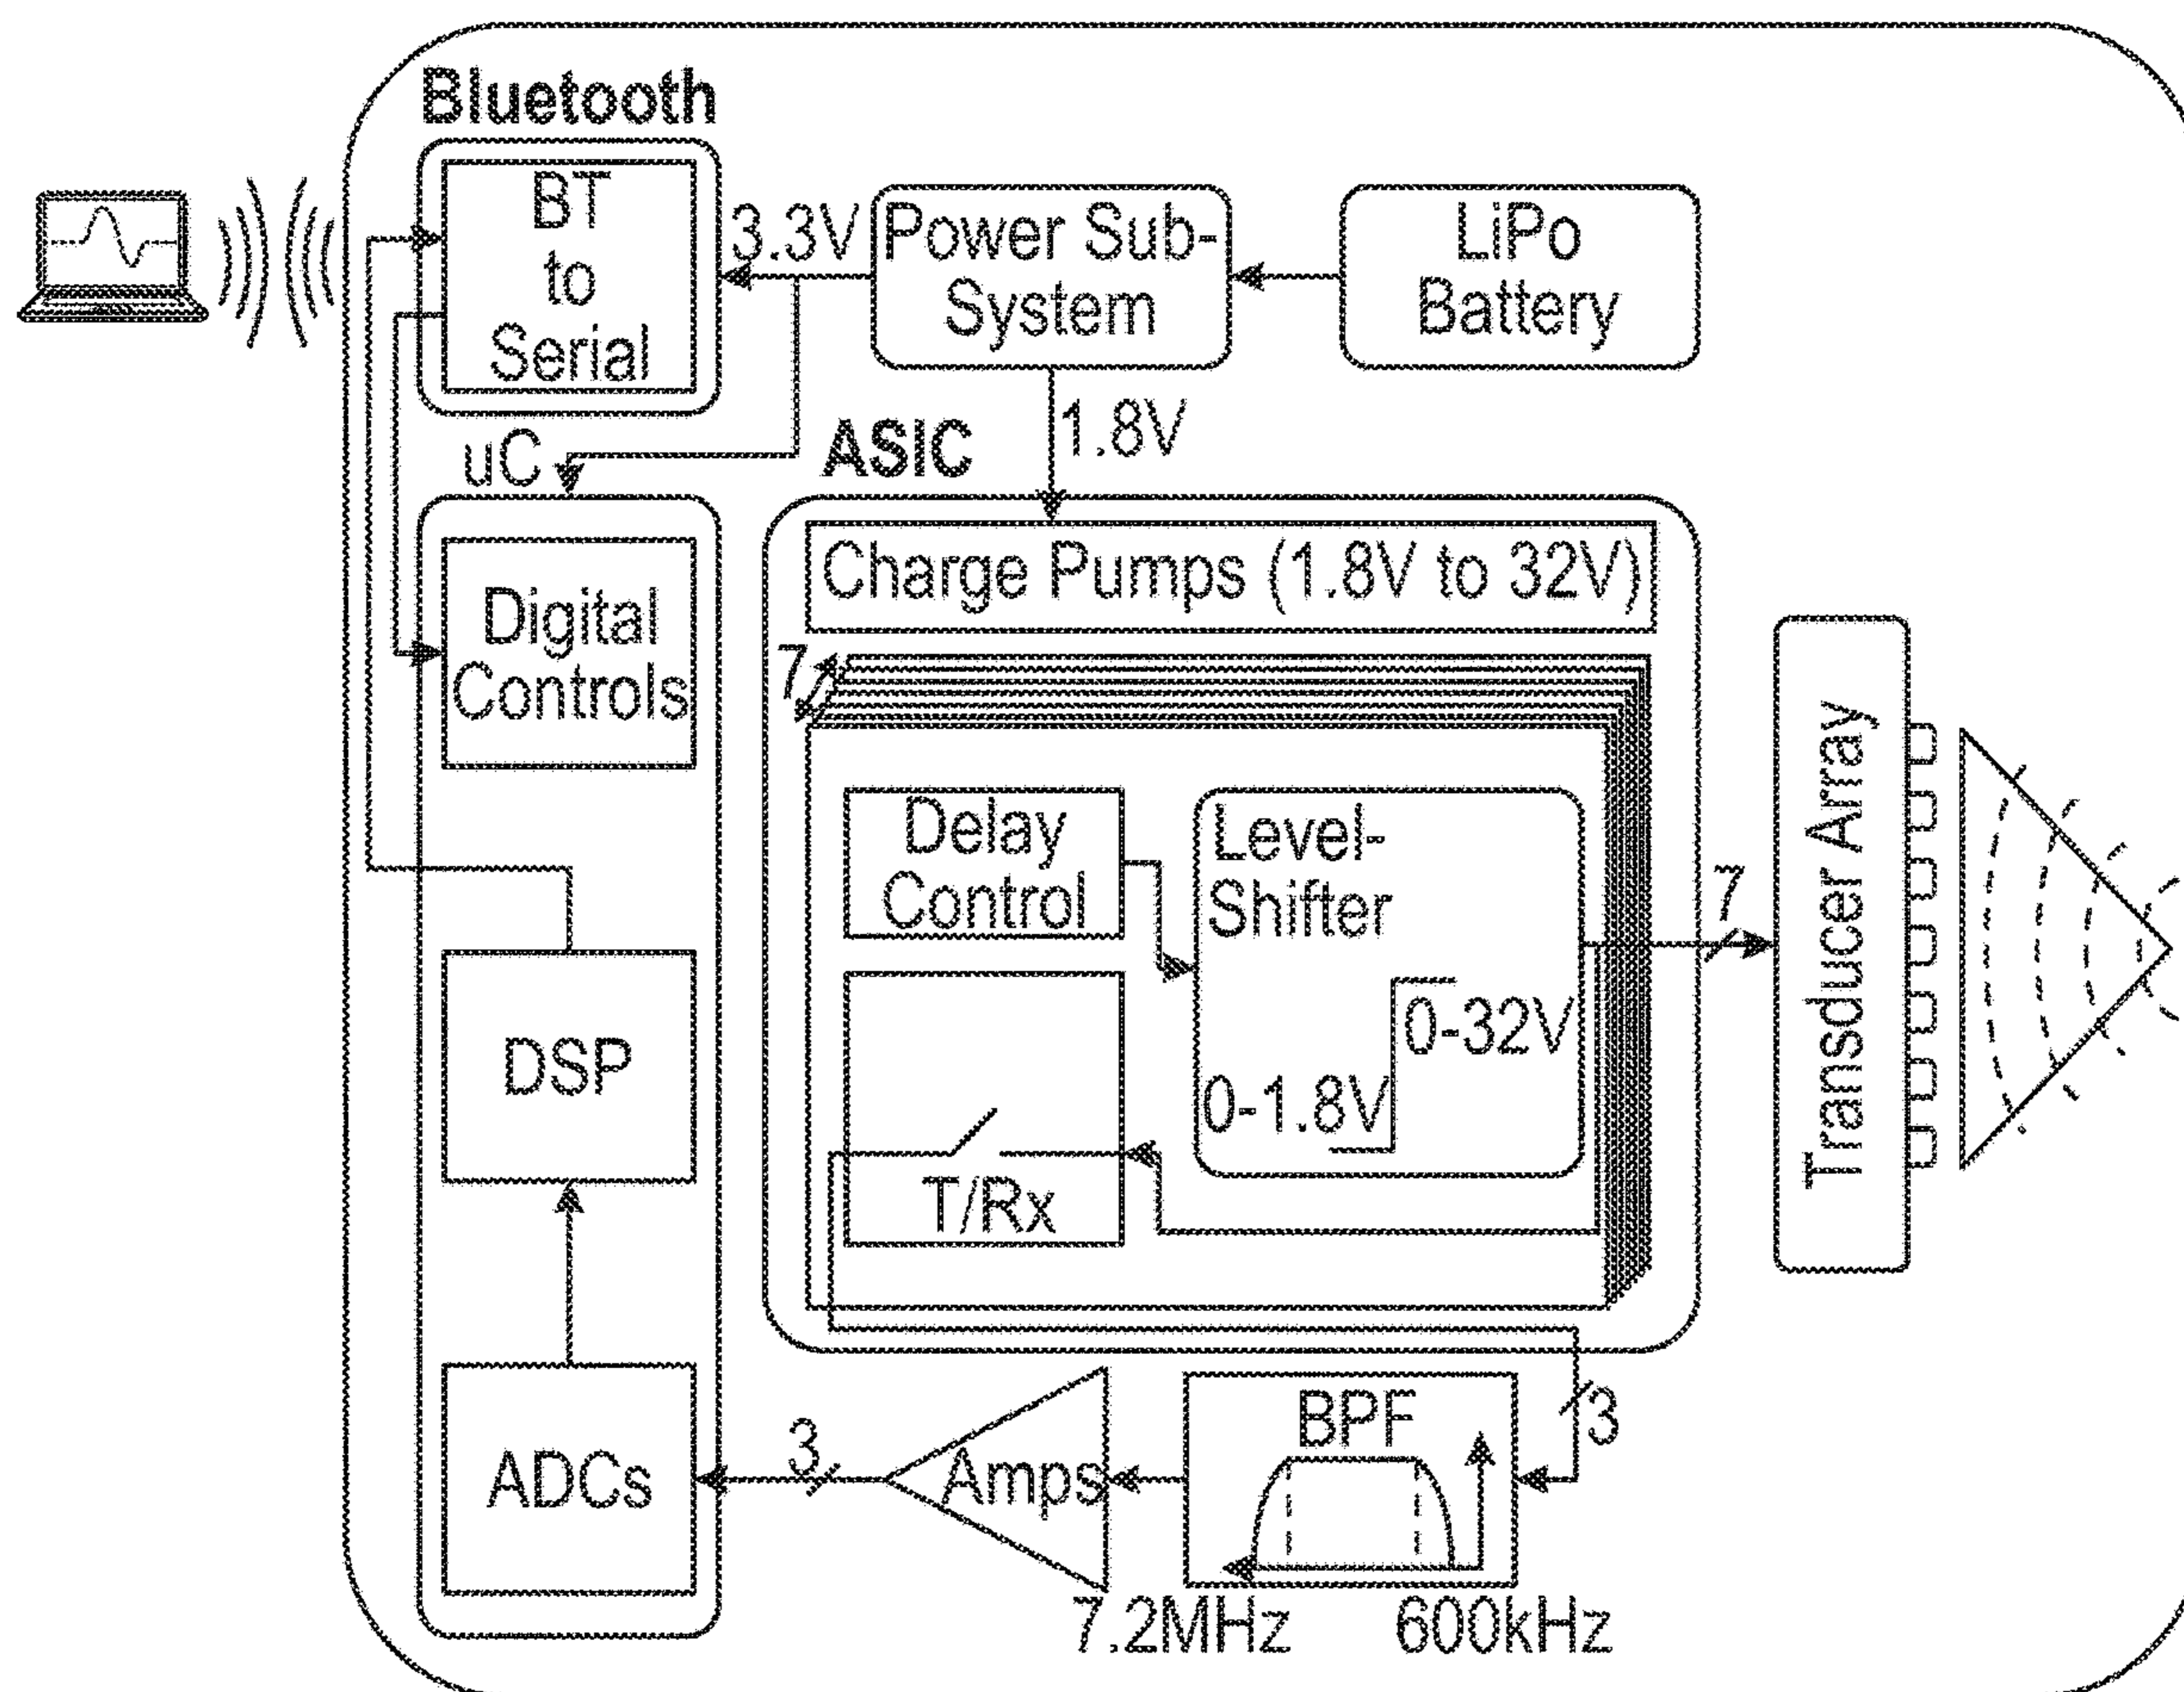 Bluetooth
BT
to
Serial
3.3V
Power Sub-
System
LiPo
Battery
uC
ASIC
1.8V
Digital
Controls
Charge Pumps (1.8V to 32V)
7
Delay
Control
Level-
Shifter
0-32V
0-1.8V
T/Rx
7
Transducer Array
DSP
ADCs
3
Amps
BPF
3
7.2MHz
600kHz